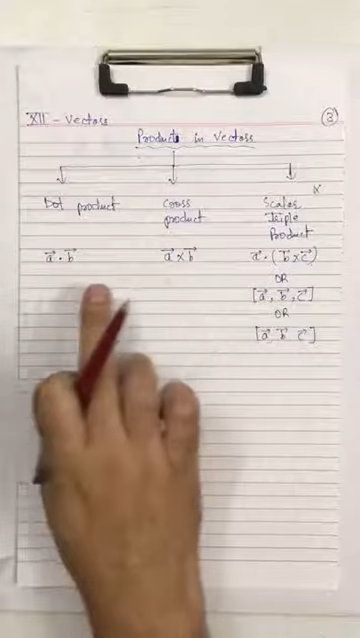 XII - Vectors
3
Products in Vectors
x
Dot product
Cross product
Scalar Triple Product
a⃗ · b⃗
a⃗ × b⃗
a⃗ · (b⃗ × c⃗)
OR
[a⃗, b⃗, c⃗]
OR
[a⃗ b⃗ c⃗]